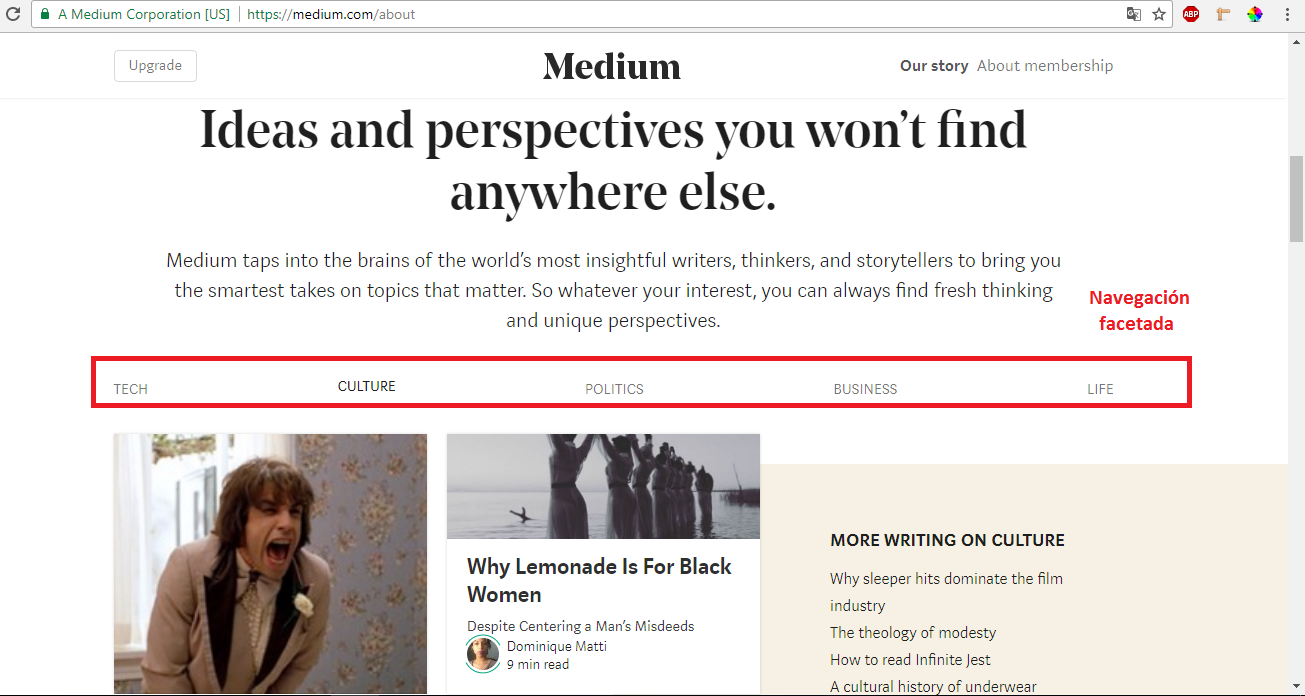 A Medium Corporation [US] | https://medium.com/about
ABP
Upgrade
Medium
Our story About membership
Ideas and perspectives you won’t find
anywhere else.
Medium taps into the brains of the world’s most insightful writers, thinkers, and storytellers to bring you
the smartest takes on topics that matter. So whatever your interest, you can always find fresh thinking
and unique perspectives.
Navegación
facetada
TECH CULTURE POLITICS BUSINESS LIFE
Why Lemonade Is For Black
Women
Despite Centering a Man’s Misdeeds
Dominique Matti
9 min read
MORE WRITING ON CULTURE
Why sleeper hits dominate the film
industry
The theology of modesty
How to read Infinite Jest
A cultural history of underwear